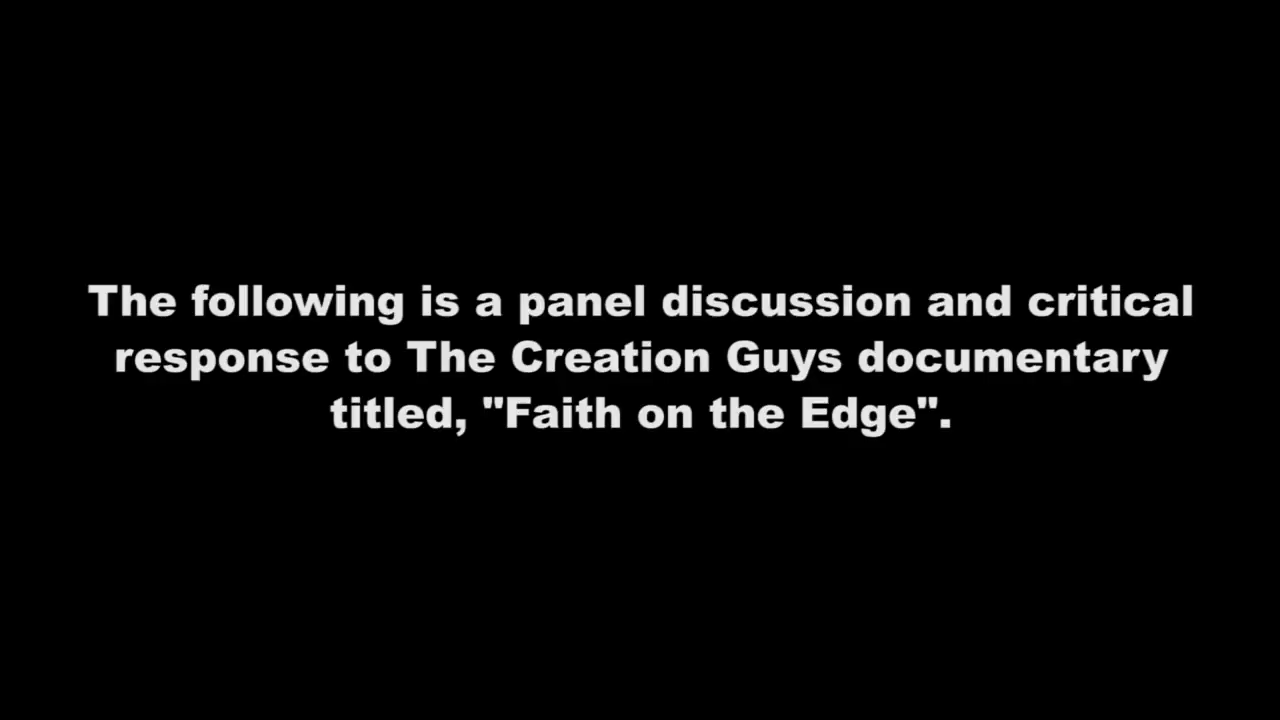 The following is a panel discussion and critical
response to The Creation Guys documentary
titled, "Faith on the Edge".